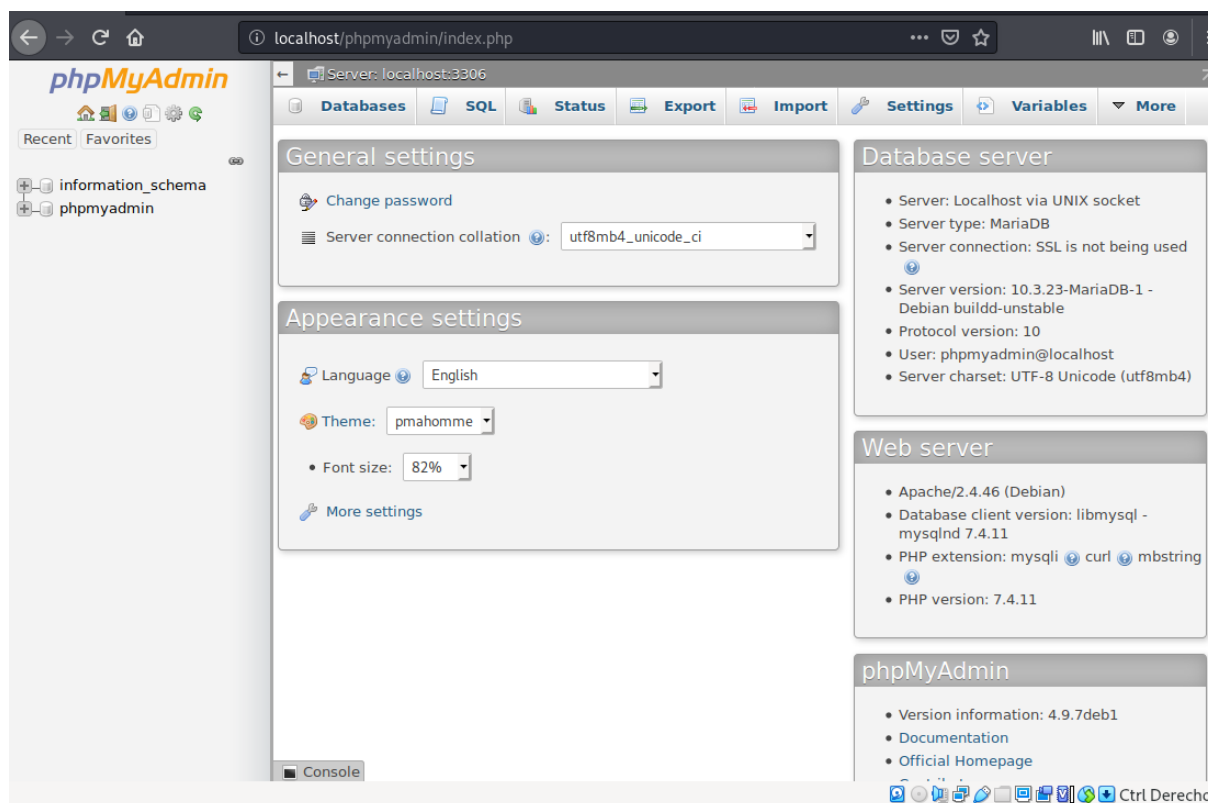 localhost/phpmyadmin/index.php
phpMyAdmin
Recent Favorites
information_schema
phpmyadmin
Server: localhost:3306
Databases SQL Status Export Import Settings Variables More
General settings
Change password
Server connection collation : utf8mb4_unicode_ci
Appearance settings
Language English
Theme: pmahomme
• Font size: 82%
More settings
Console
Database server
• Server: Localhost via UNIX socket
• Server type: MariaDB
• Server connection: SSL is not being used
• Server version: 10.3.23-MariaDB-1 -
Debian buildd-unstable
• Protocol version: 10
• User: phpmyadmin@localhost
• Server charset: UTF-8 Unicode (utf8mb4)
Web server
• Apache/2.4.46 (Debian)
• Database client version: libmysql -
mysqlnd 7.4.11
• PHP extension: mysqli curl mbstring
• PHP version: 7.4.11
phpMyAdmin
• Version information: 4.9.7deb1
• Documentation
• Official Homepage
Ctrl Derecho